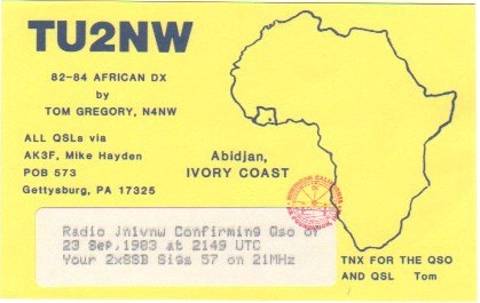 TU2NW
82-84 AFRICAN DX
by
TOM GREGORY, N4NW
ALL QSLs via
AK3F, Mike Hayden
POB 573
Gettysburg, PA 17325
Abidjan,
IVORY COAST
Radio Jn1vnw Confirming Qso of
23 Sep,1983 at 2149 UTC
Your 2xSSB Sigs 57 on 21MHz
TNX FOR THE QSO
AND QSL Tom